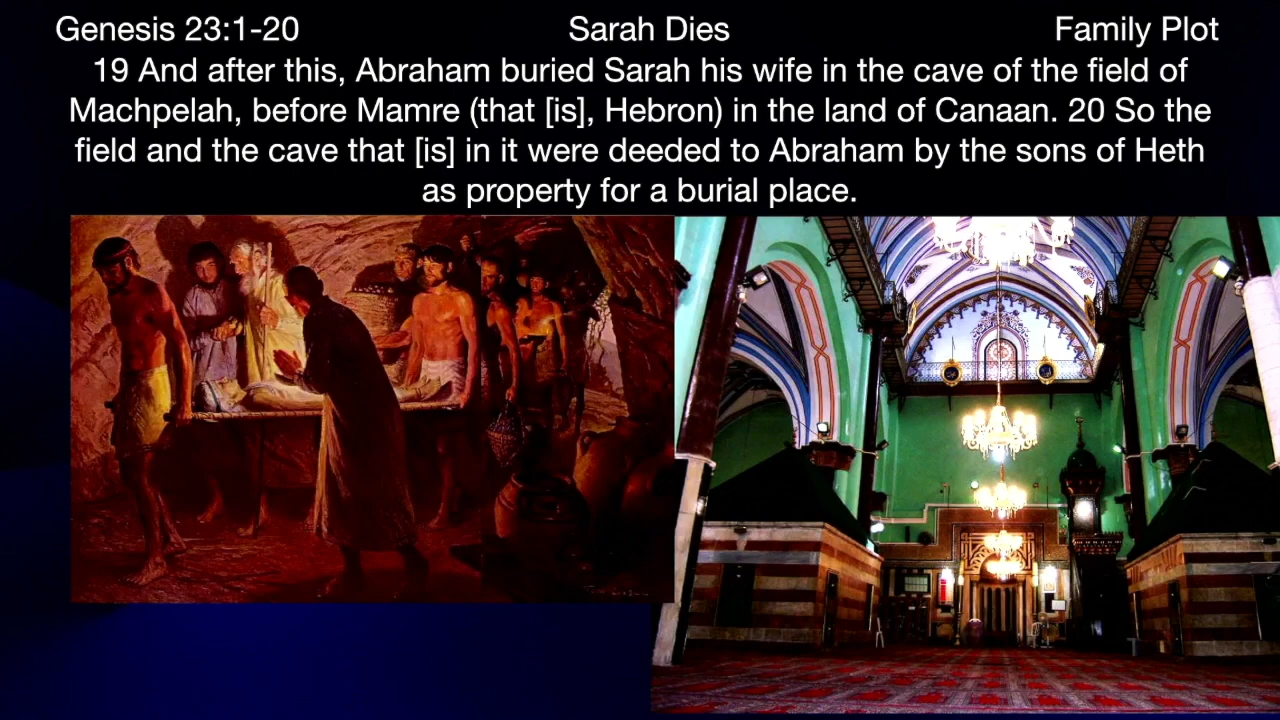 Genesis 23:1-20 Sarah Dies Family Plot
19 And after this, Abraham buried Sarah his wife in the cave of the field of
Machpelah, before Mamre (that [is], Hebron) in the land of Canaan. 20 So the
field and the cave that [is] in it were deeded to Abraham by the sons of Heth
as property for a burial place.